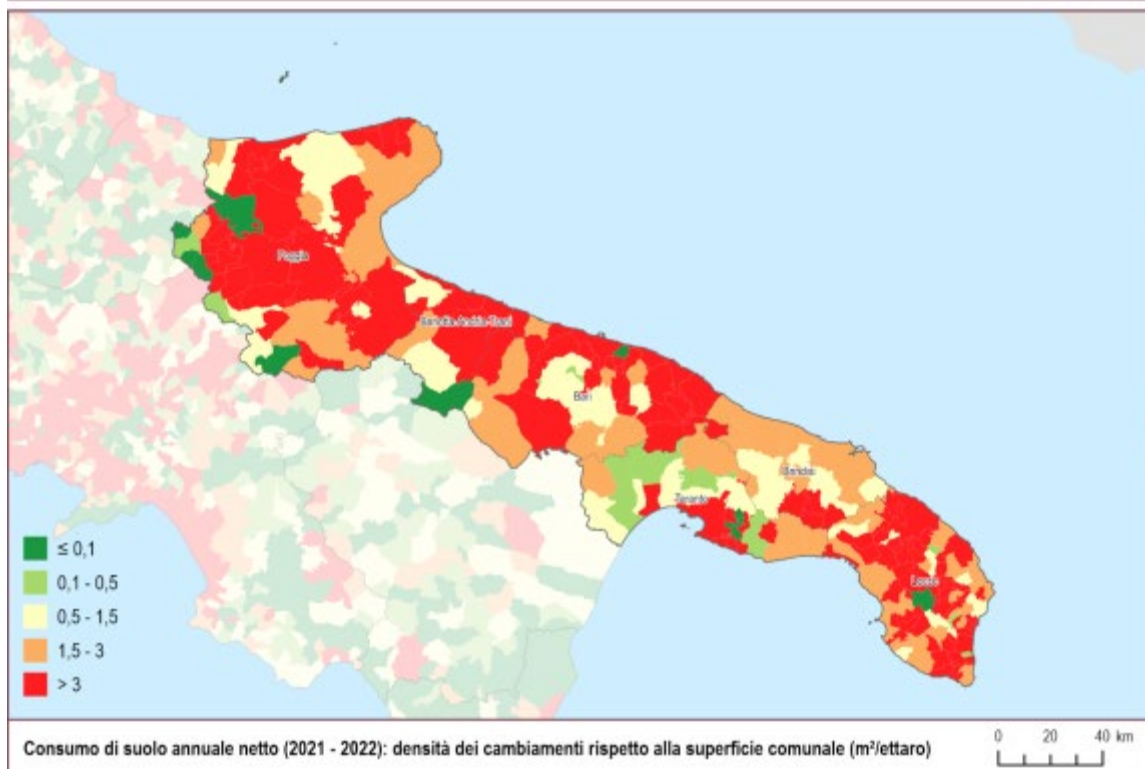 Foggia
Barletta-Andria-Trani
Bari
Brindisi
Taranto
Lecce
≤ 0,1
0,1 - 0,5
0,5 - 1,5
1,5 - 3
> 3
Consumo di suolo annuale netto (2021 - 2022): densità dei cambiamenti rispetto alla superficie comunale (m²/ettaro)
0 20 40 km